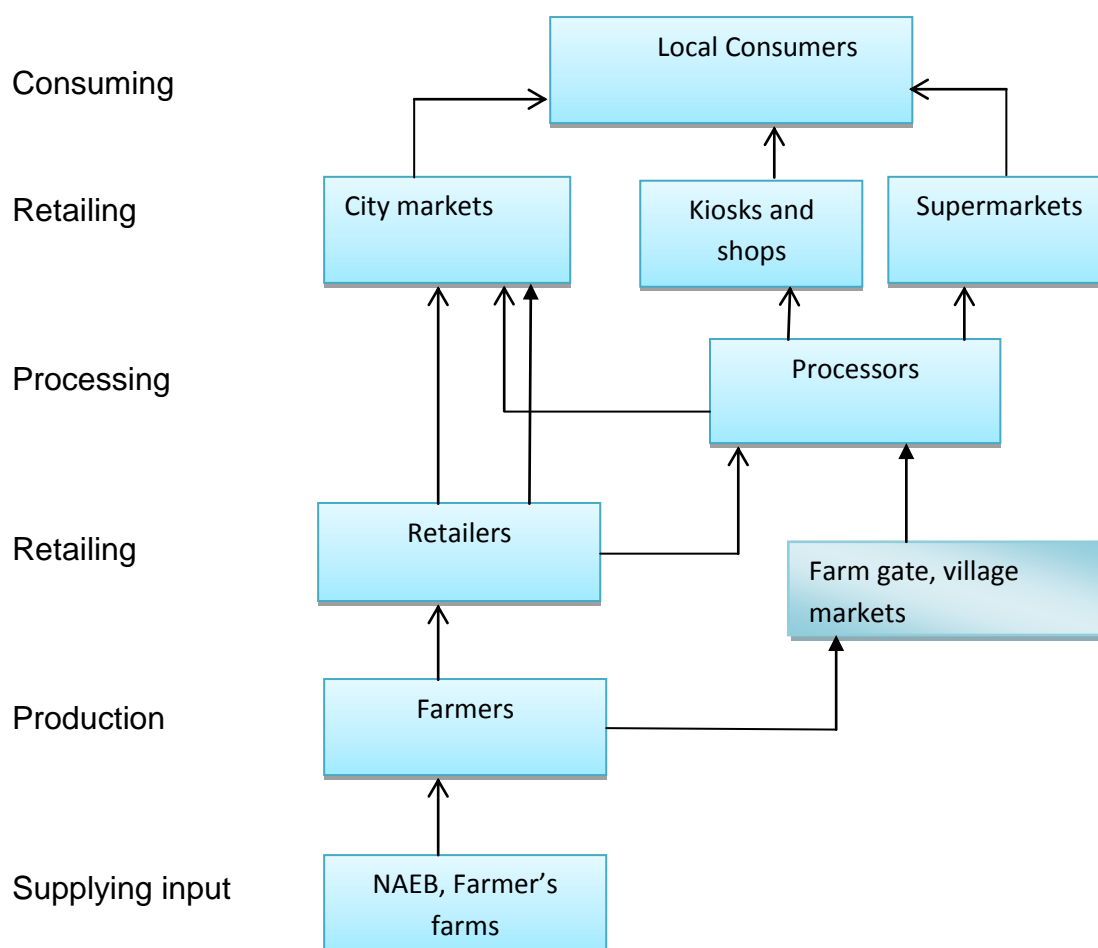 Local Consumers
Consuming
Retailing
City markets
Kiosks and
shops
Supermarkets
Processing
Processors
Retailing
Retailers
Farm gate, village
markets
Production
Farmers
Supplying input
NAEB, Farmer’s
farms